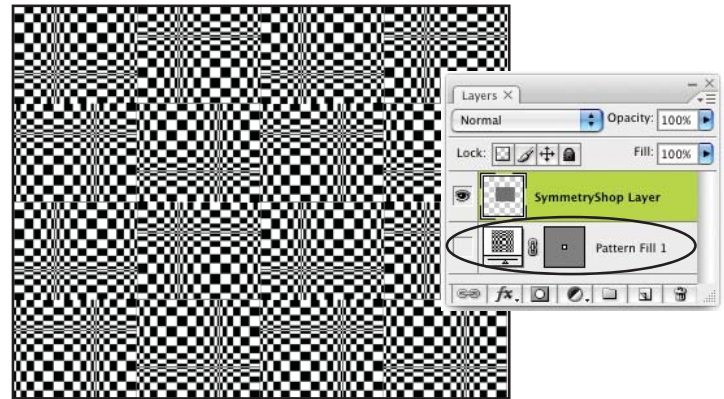 Layers ×
Normal Opacity: 100%
Lock: Fill: 100%
SymmetryShop Layer
Pattern Fill 1
fx.